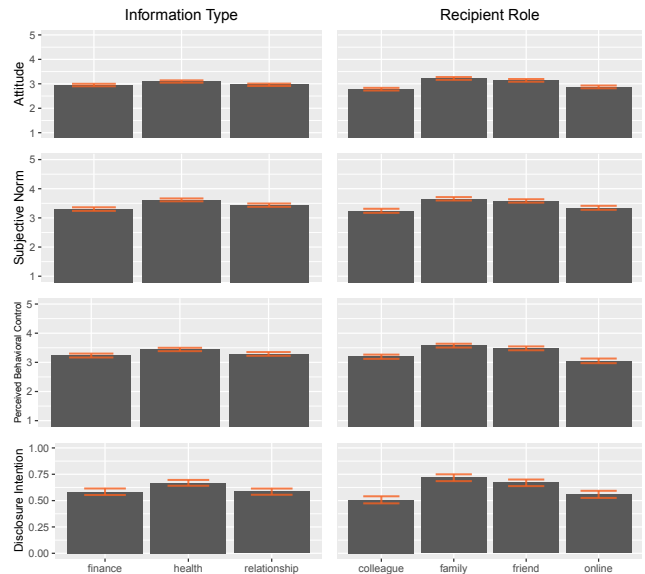 Information Type
Recipient Role
Attitude
5
4
3
2
1
Subjective Norm
5
4
3
2
1
Perceived Behavioral Control
5
4
3
2
1
Disclosure Intention
1.00
0.75
0.50
0.25
0.00
finance health relationship
colleague family friend online